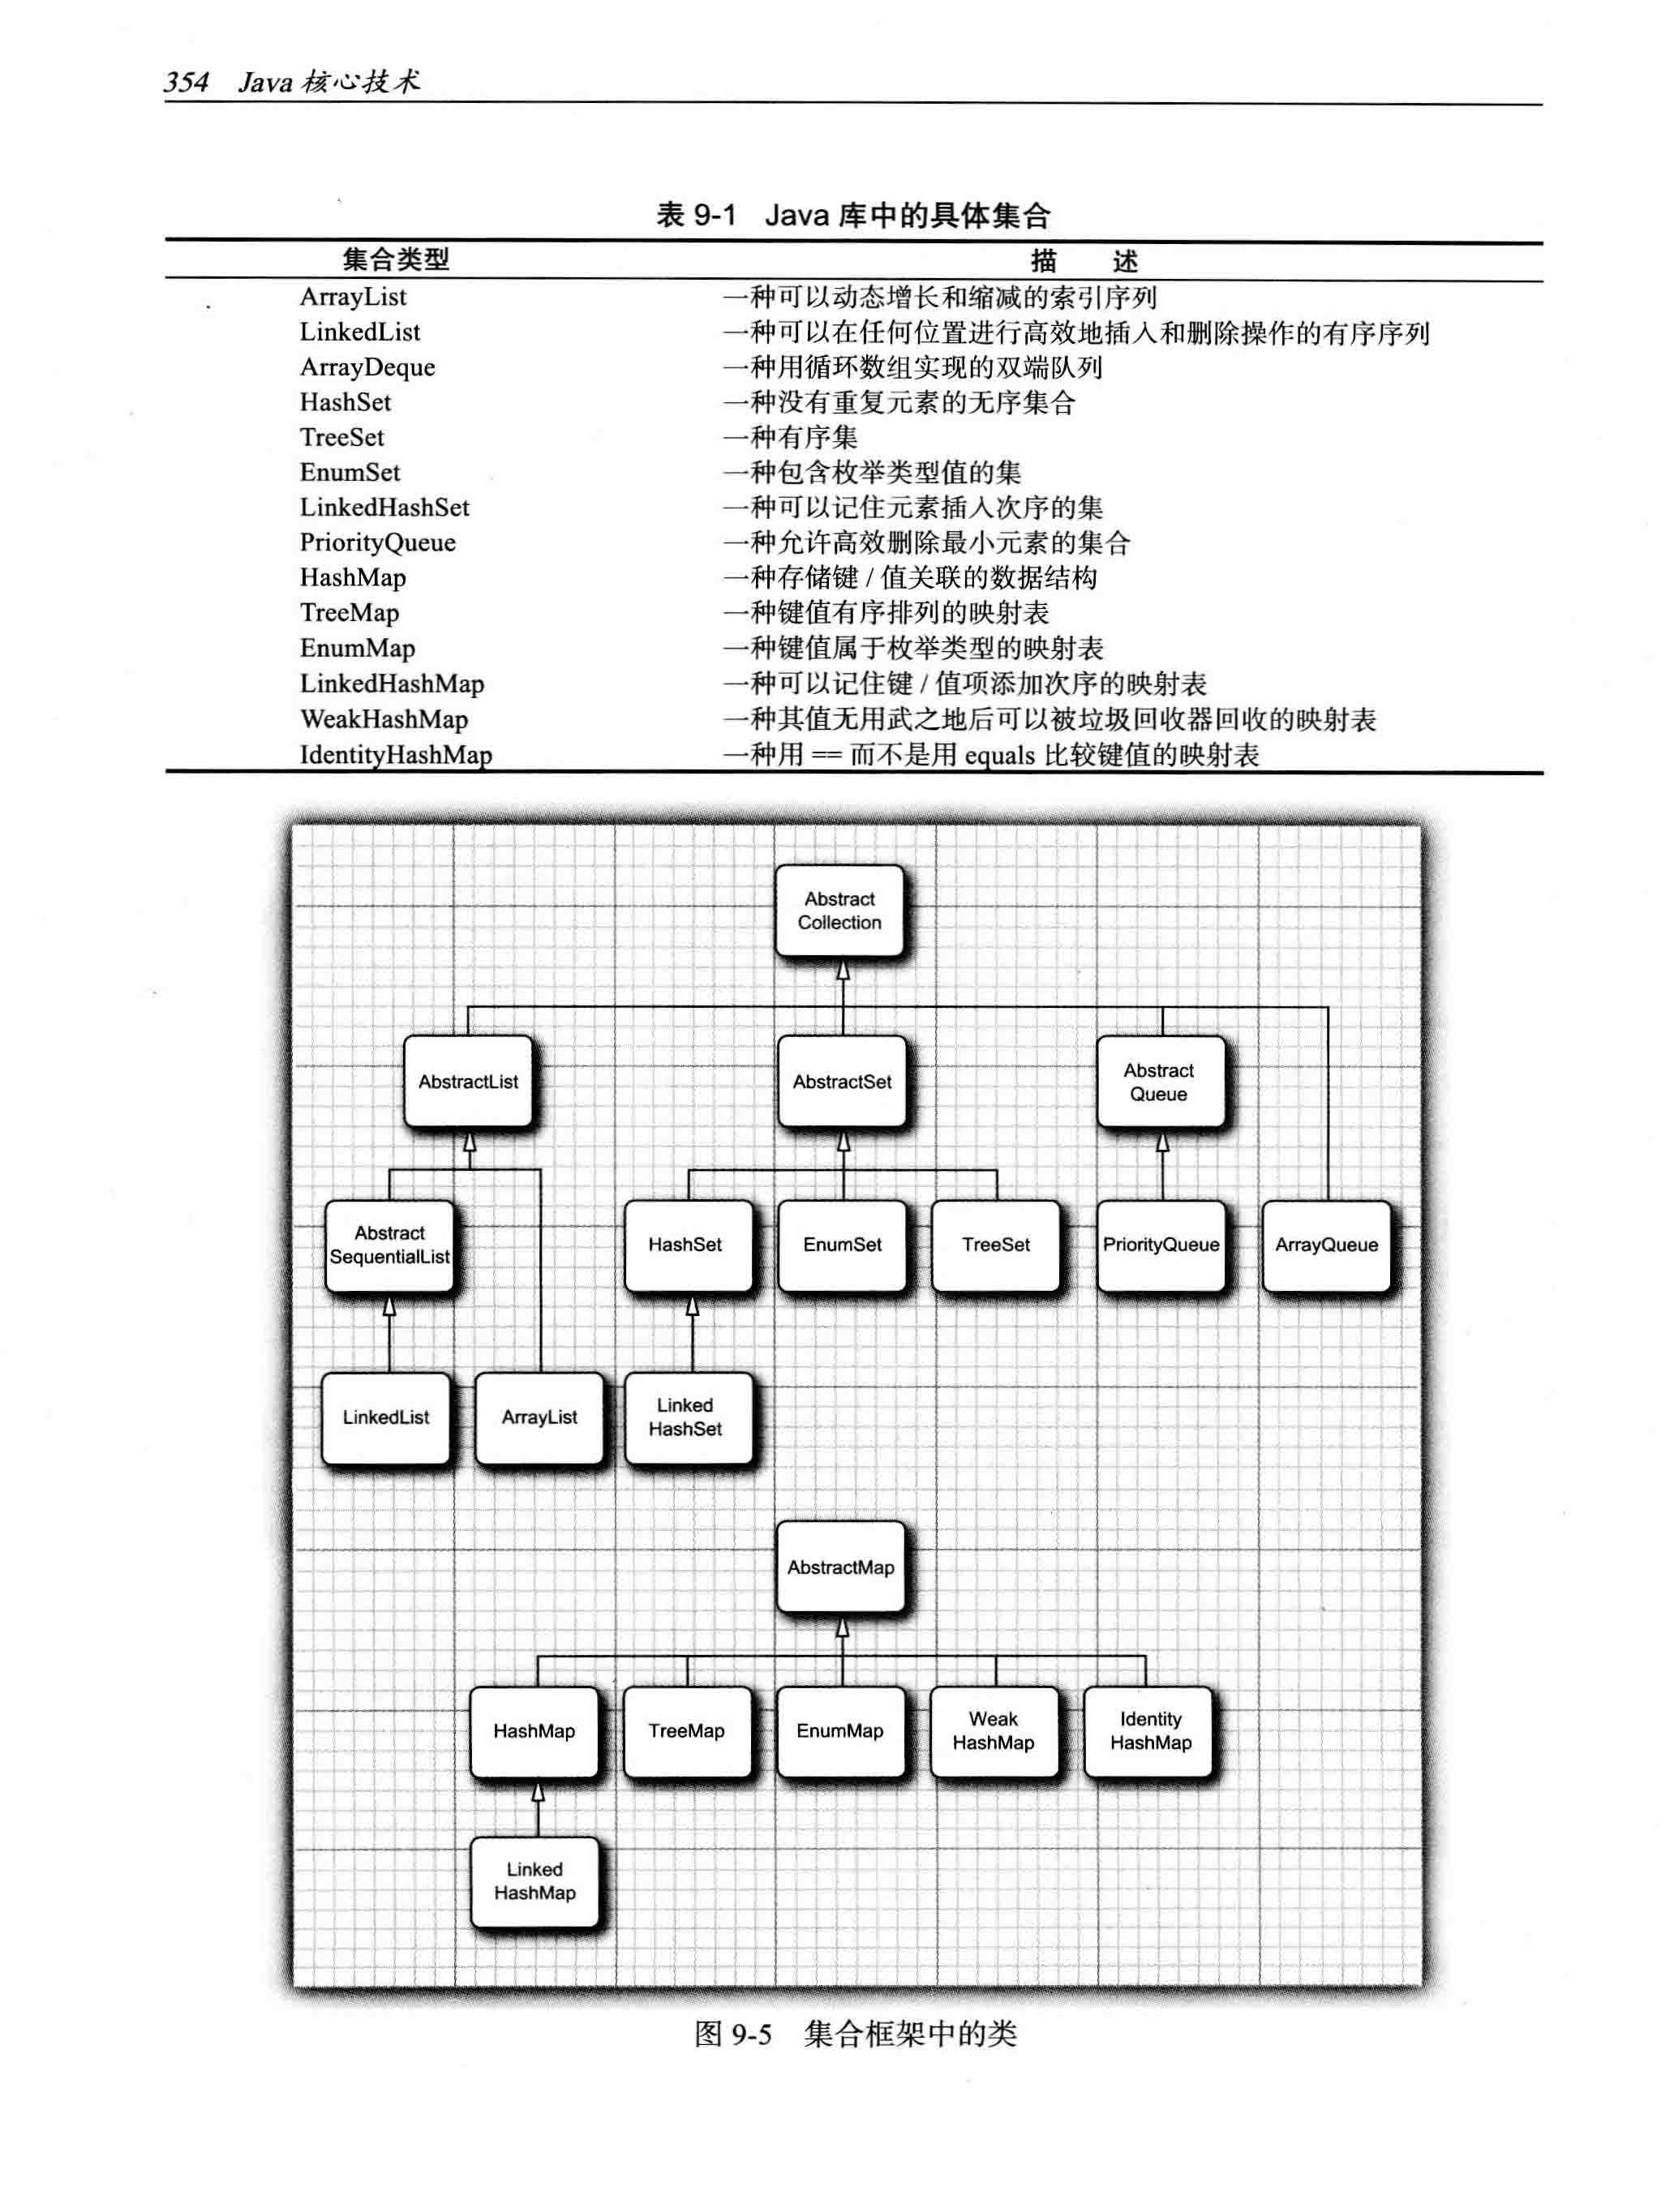 354 Java 核心技术
表 9-1 Java 库中的具体集合
集合类型 描 述
ArrayList 一种可以动态增长和缩减的索引序列
LinkedList 一种可以在任何位置进行高效地插入和删除操作的有序序列
ArrayDeque 一种用循环数组实现的双端队列
HashSet 一种没有重复元素的无序集合
TreeSet 一种有序集
EnumSet 一种包含枚举类型值的集
LinkedHashSet 一种可以记住元素插入次序的集
PriorityQueue 一种允许高效删除最小元素的集合
HashMap 一种存储键 / 值关联的数据结构
TreeMap 一种键值有序排列的映射表
EnumMap 一种键值属于枚举类型的映射表
LinkedHashMap 一种可以记住键 / 值项添加次序的映射表
WeakHashMap 一种其值无用武之地后可以被垃圾回收器回收的映射表
IdentityHashMap 一种用 == 而不是用 equals 比较键值的映射表
Abstract
Collection
AbstractList
AbstractSet
Abstract
Queue
Abstract
SequentialList
HashSet
EnumSet
TreeSet
PriorityQueue
ArrayQueue
LinkedList
ArrayList
Linked
HashSet
AbstractMap
HashMap
TreeMap
EnumMap
Weak
HashMap
Identity
HashMap
Linked
HashMap
图 9-5 集合框架中的类